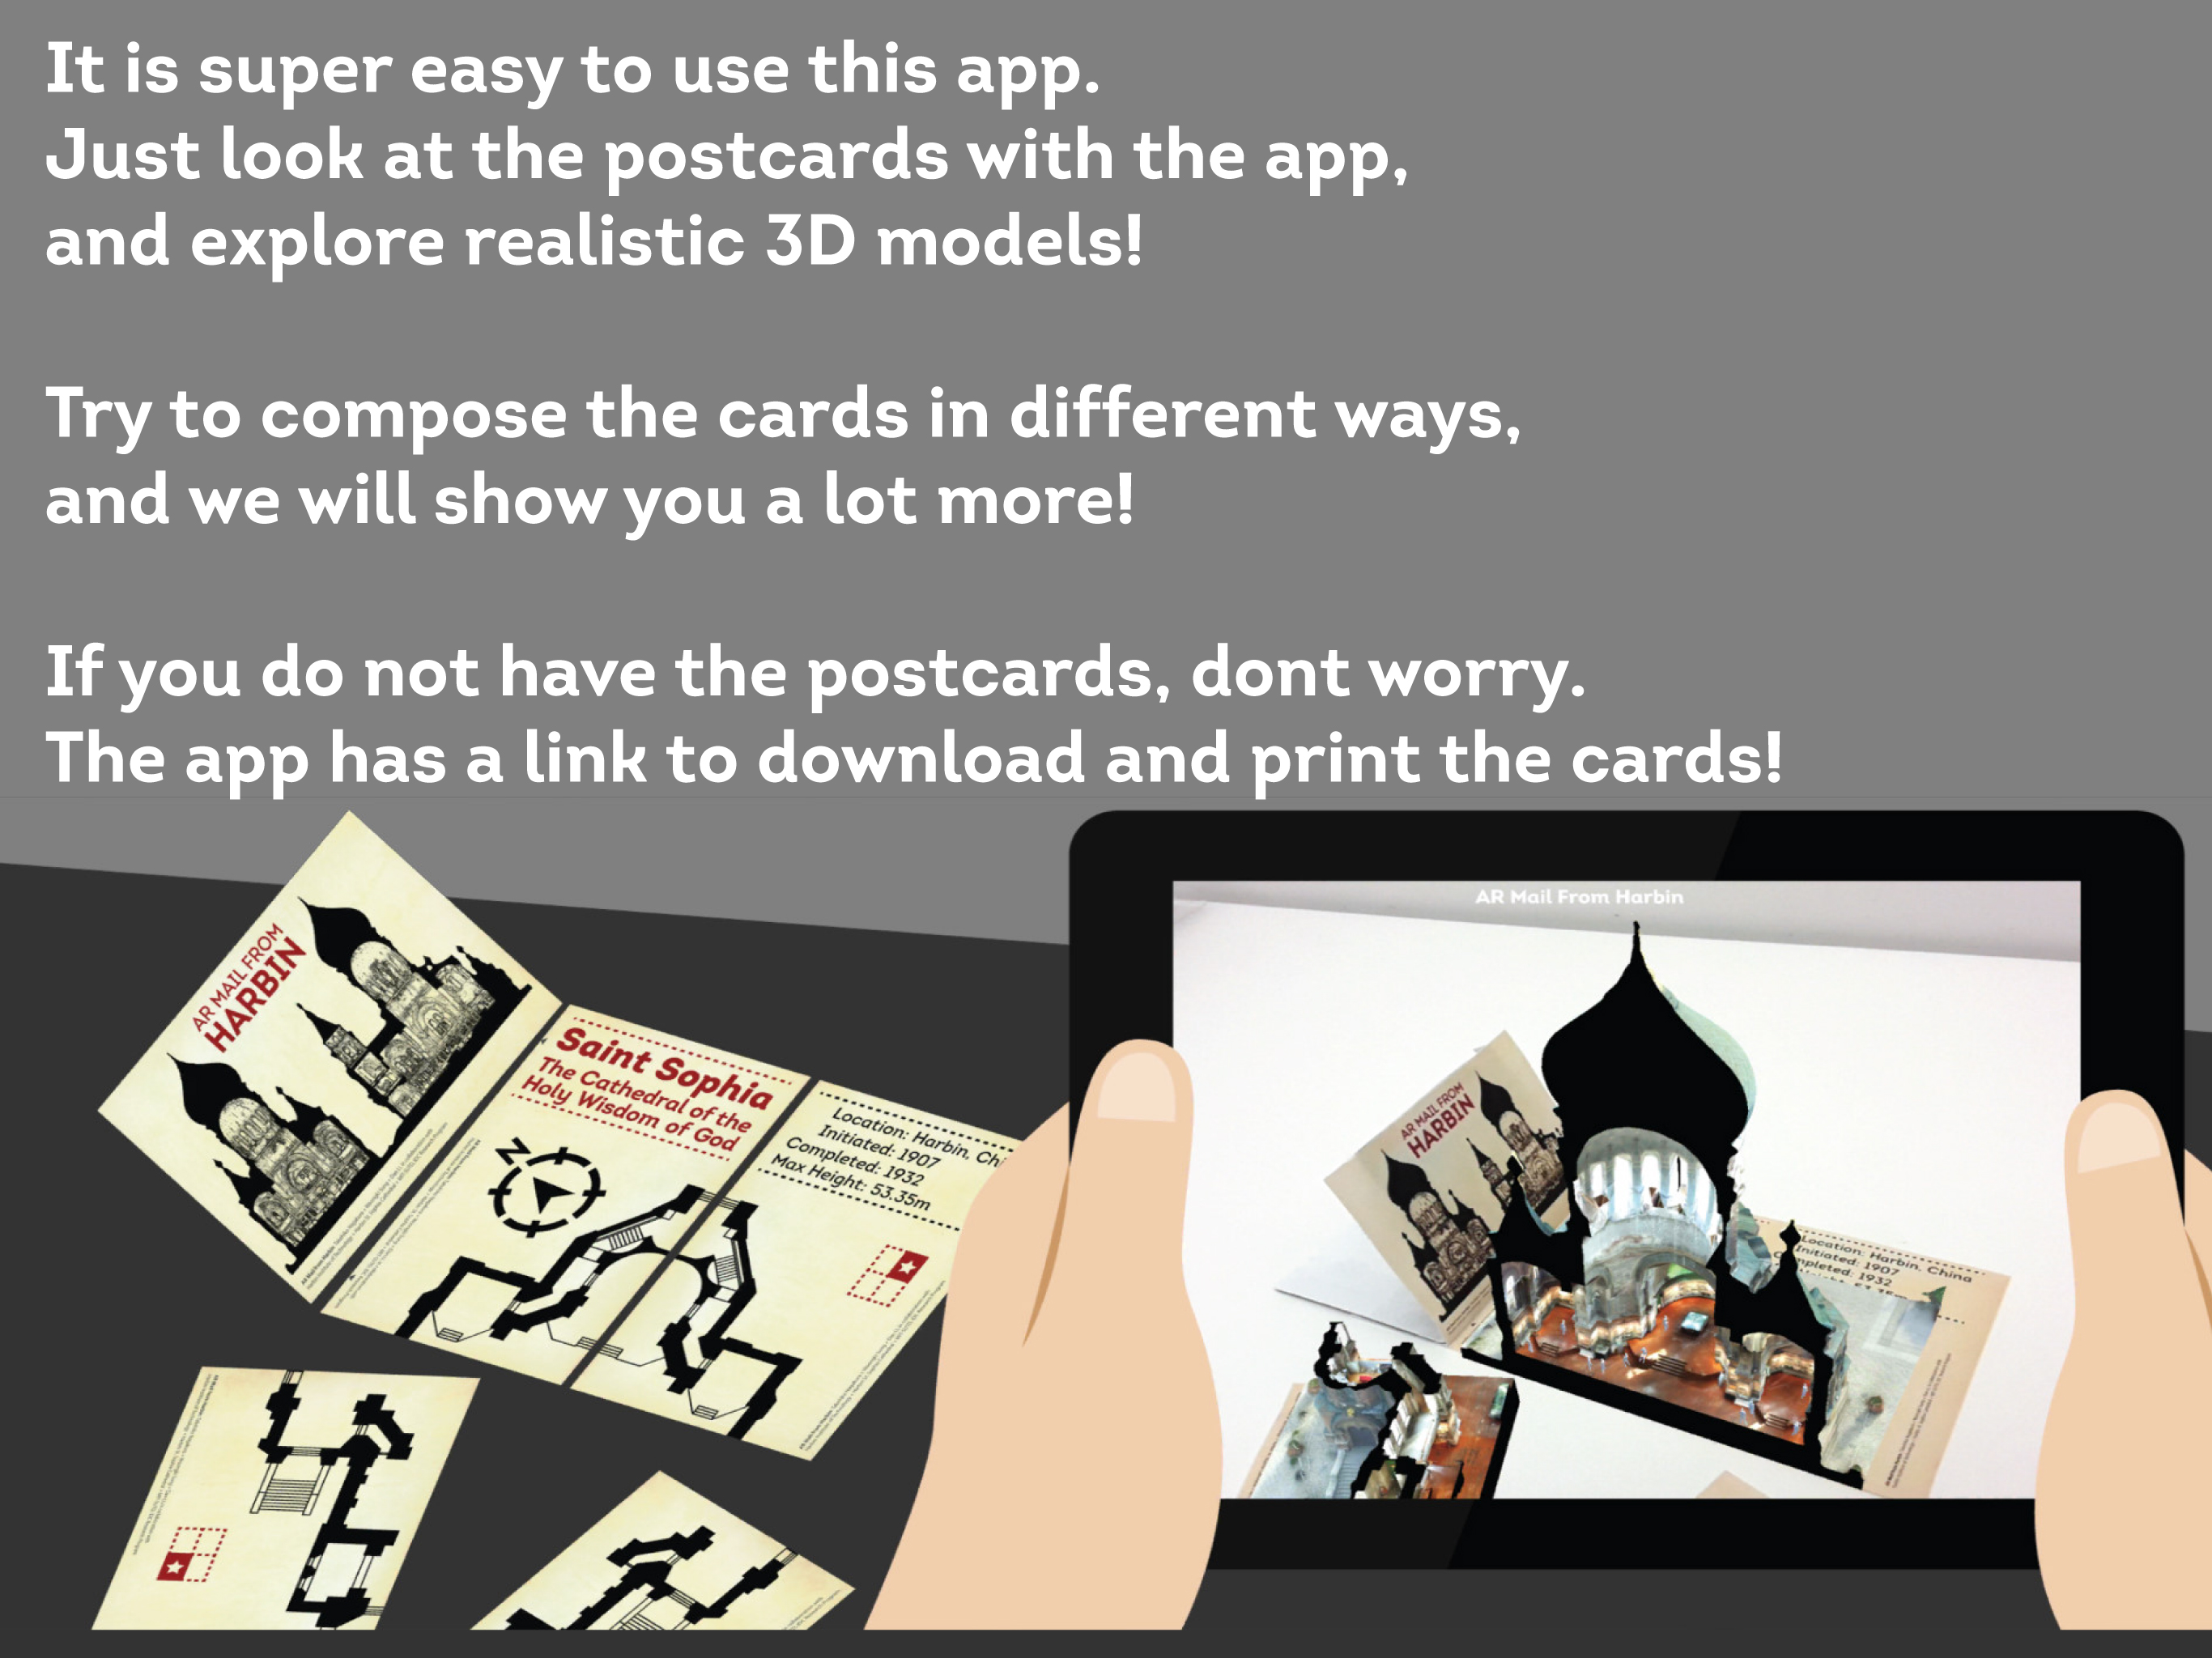 It is super easy to use this app.
Just look at the postcards with the app,
and explore realistic 3D models!
Try to compose the cards in different ways,
and we will show you a lot more!
If you do not have the postcards, dont worry.
The app has a link to download and print the cards!
AR MAIL FROM
HARBIN
Saint Sophia
The Cathedral of the
Holy Wisdom of God
N
Location: Harbin, Chi
Initiated: 1907
Completed: 1932
Max Height: 53.35m
AR Mail From Harbin
AR MAIL FROM
HARBIN
Location: Harbin, China
Initiated: 1907
mpleted: 1932